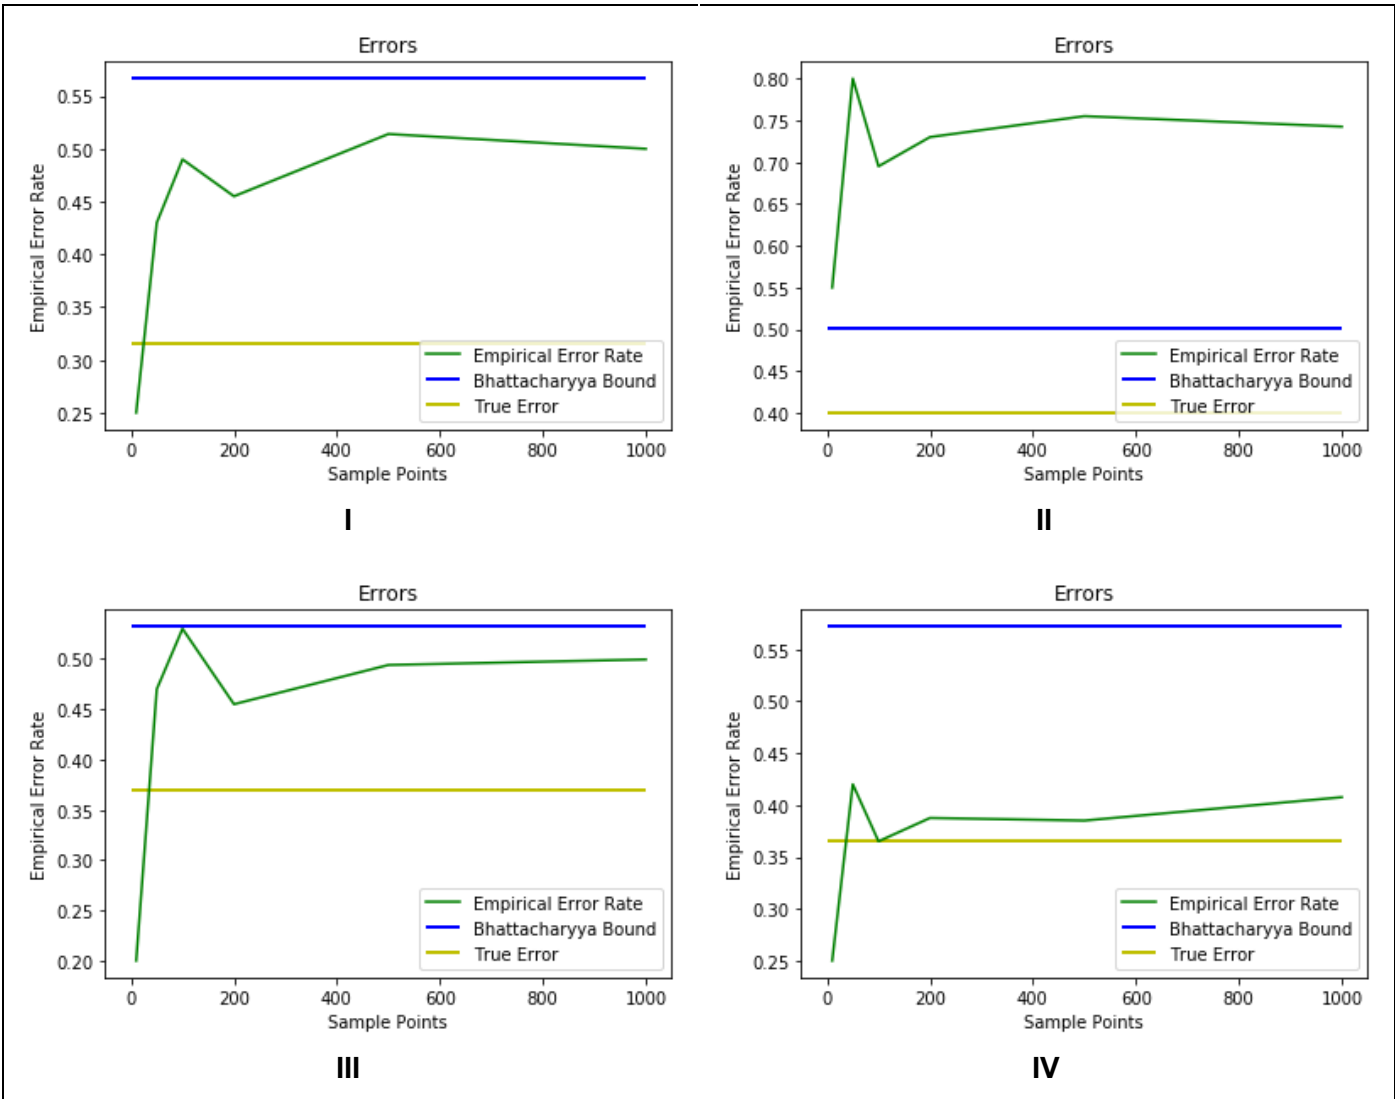 Errors
Empirical Error Rate
0.55
0.50
0.45
0.40
0.35
0.30
0.25
Empirical Error Rate
Bhattacharyya Bound
True Error
0 200 400 600 800 1000
Sample Points
I
Errors
Empirical Error Rate
0.80
0.75
0.70
0.65
0.60
0.55
0.50
0.45
0.40
Empirical Error Rate
Bhattacharyya Bound
True Error
0 200 400 600 800 1000
Sample Points
II
Errors
Empirical Error Rate
0.50
0.45
0.40
0.35
0.30
0.25
0.20
Empirical Error Rate
Bhattacharyya Bound
True Error
0 200 400 600 800 1000
Sample Points
III
Errors
Empirical Error Rate
0.55
0.50
0.45
0.40
0.35
0.30
0.25
Empirical Error Rate
Bhattacharyya Bound
True Error
0 200 400 600 800 1000
Sample Points
IV